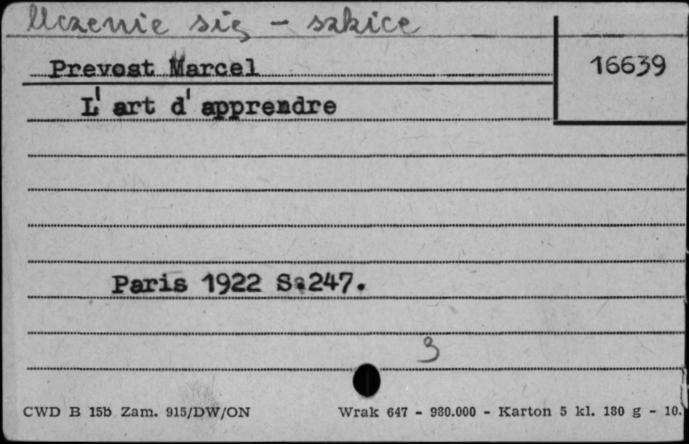 Uczenie się - szkice
Prevost Marcel
16639
L'art d'apprendre
Paris 1922 S:247.
3
CWD B 15b Zam. 915/DW/ON
Wrak 647 - 980.000 - Karton 5 kl. 180 g - 10.